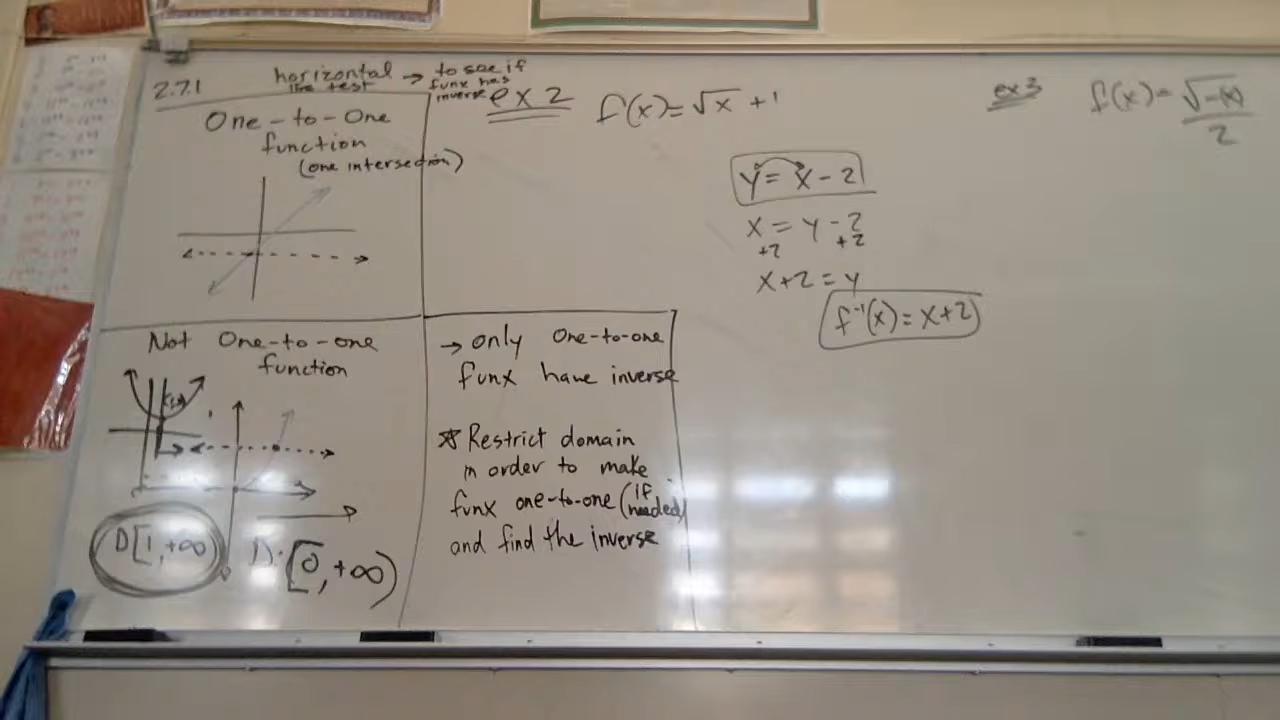 2.7.1
horizontal → to see if
line test funx has
inverse
One-to-One
function
(one intersection)
Not One-to-one
function
D[1,+∞)
D: [0,+∞)
→ only one-to-one
funx have inverse
☆ Restrict domain
in order to make
funx one-to-one (if
needed)
and find the inverse
ex 2 f(x)=√x +1
y = x - 2
x = y - 2
+2 +2
x+2 = y
f⁻¹(x) = x+2
ex 3 f(x)=
2